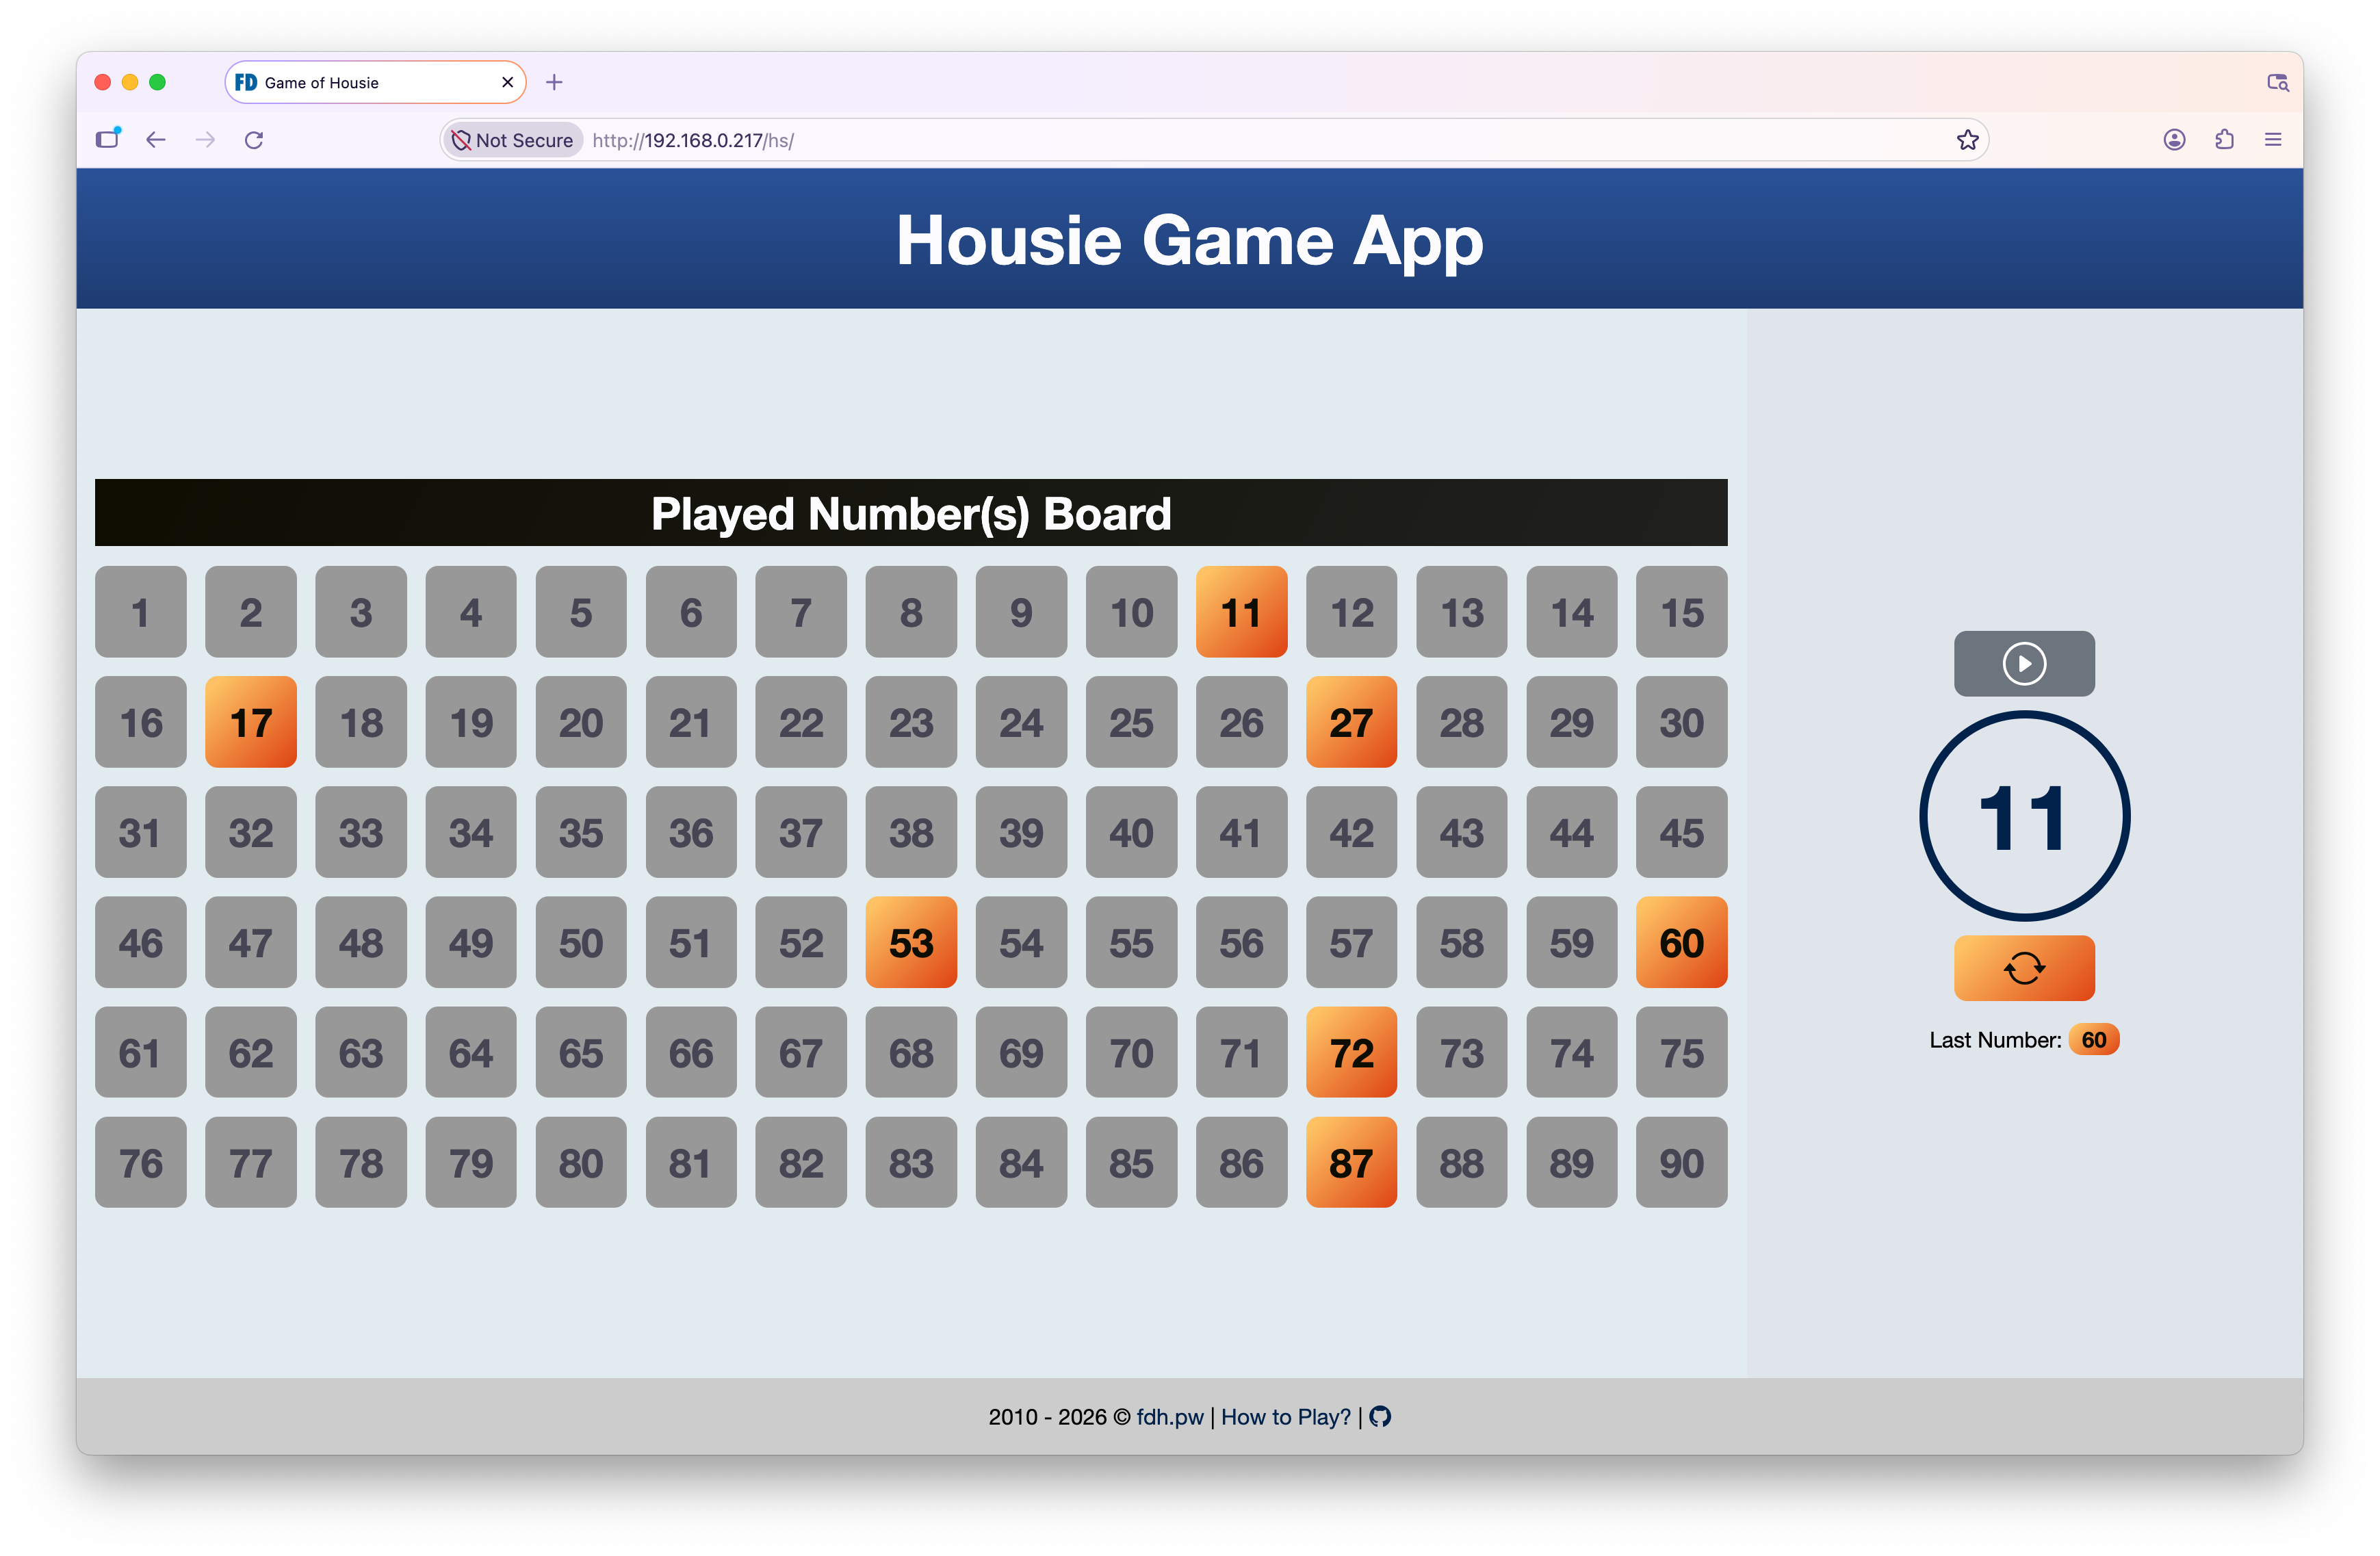 FD Game of Housie
Not Secure http://192.168.0.217/hs/
Housie Game App
Played Number(s) Board
1 2 3 4 5 6 7 8 9 10 11 12 13 14 15
16 17 18 19 20 21 22 23 24 25 26 27 28 29 30
31 32 33 34 35 36 37 38 39 40 41 42 43 44 45
46 47 48 49 50 51 52 53 54 55 56 57 58 59 60
61 62 63 64 65 66 67 68 69 70 71 72 73 74 75
76 77 78 79 80 81 82 83 84 85 86 87 88 89 90
11
Last Number: 60
2010 - 2026 © fdh.pw | How to Play? |